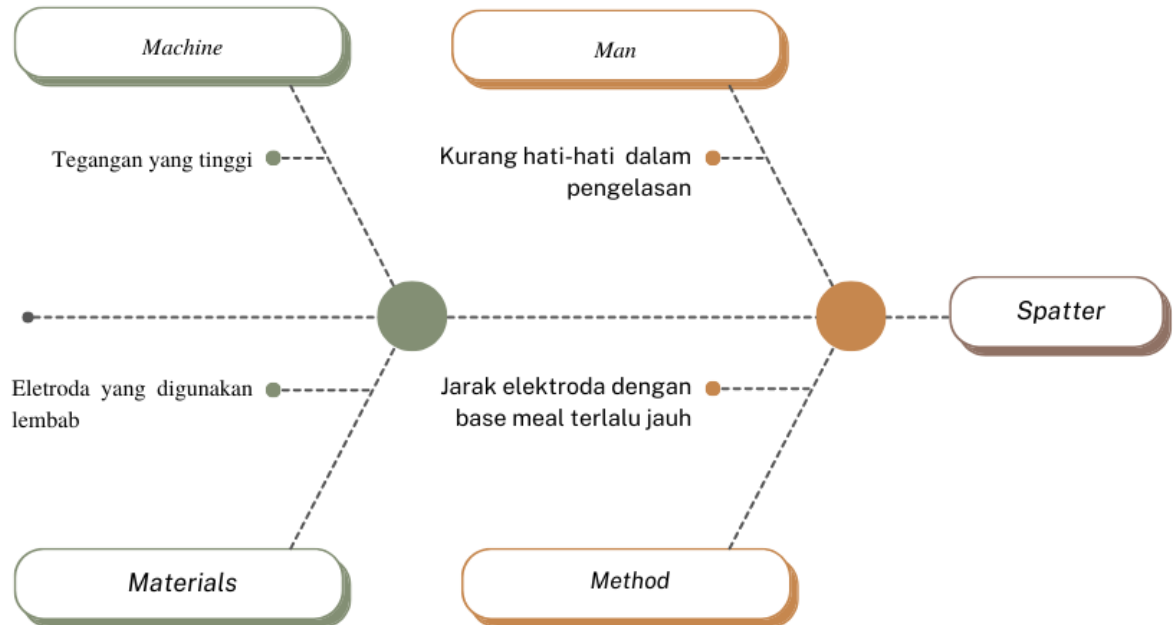 Machine
Man
Tegangan yang tinggi
Kurang hati-hati dalam
pengelasan
Spatter
Eletroda yang digunakan
lembab
Jarak elektroda dengan
base meal terlalu jauh
Materials
Method